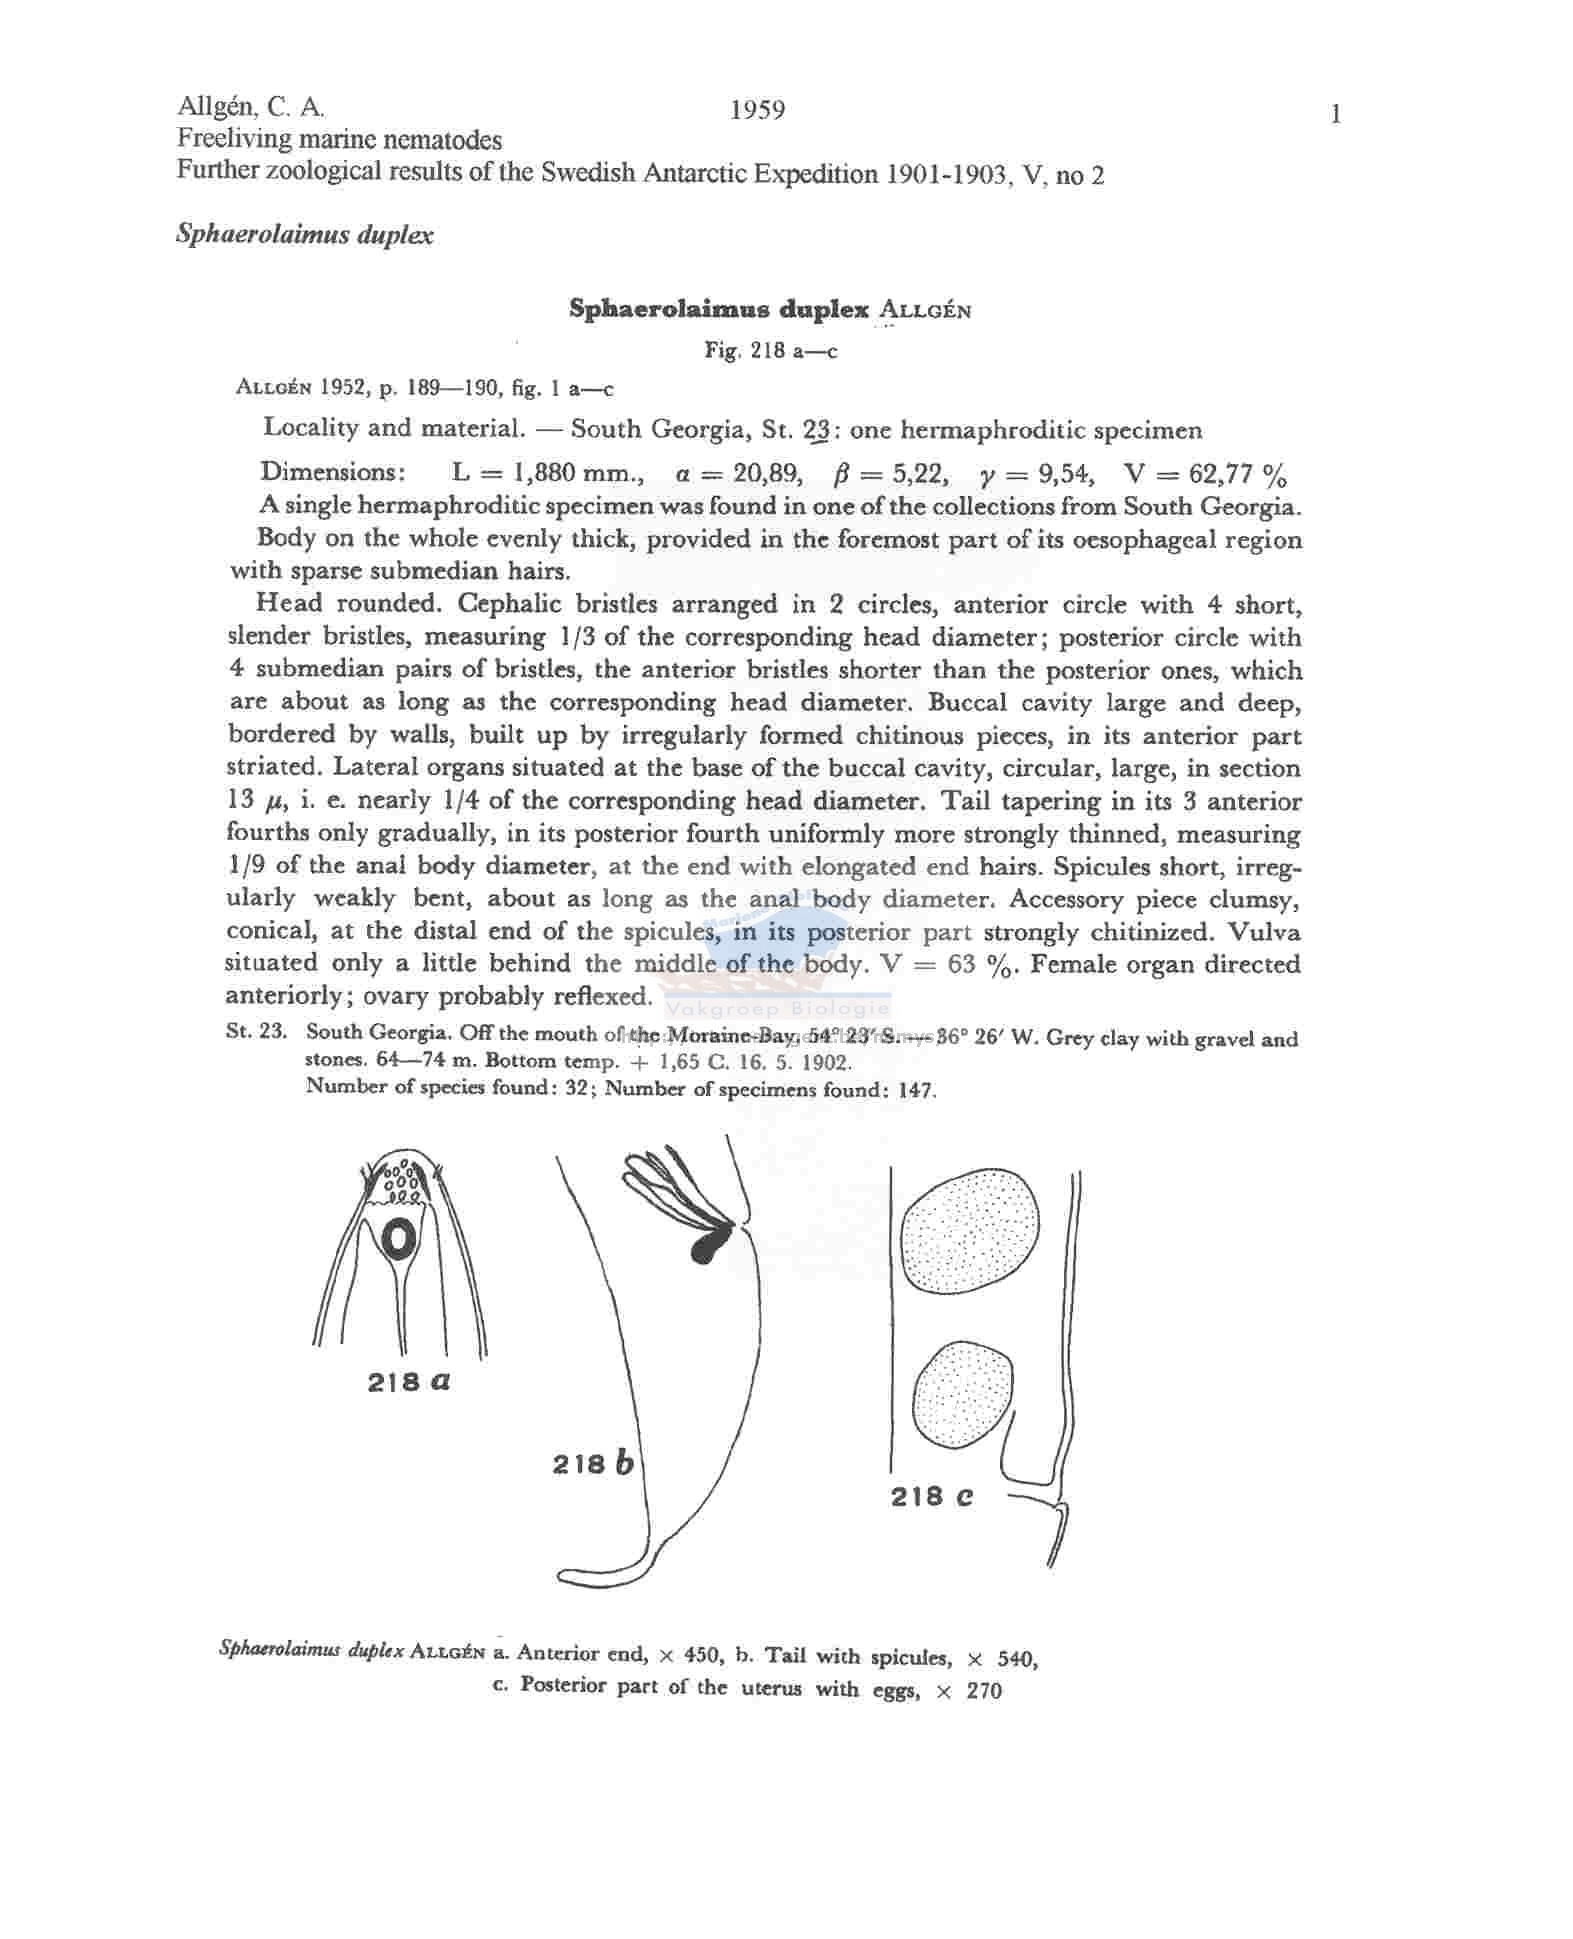 Allgén, C. A. 1959 1
Freeliving marine nematodes
Further zoological results of the Swedish Antarctic Expedition 1901-1903, V, no 2
Sphaerolaimus duplex
Sphaerolaimus duplex ALLGÉN
Fig. 218 a—c
ALLGÉN 1952, p. 189—190, fig. 1 a—c
Locality and material. — South Georgia, St. 23: one hermaphroditic specimen
Dimensions: L = 1,880 mm., α = 20,89, β = 5,22, γ = 9,54, V = 62,77 %
A single hermaphroditic specimen was found in one of the collections from South Georgia.
Body on the whole evenly thick, provided in the foremost part of its oesophageal region
with sparse submedian hairs.
Head rounded. Cephalic bristles arranged in 2 circles, anterior circle with 4 short,
slender bristles, measuring 1/3 of the corresponding head diameter; posterior circle with
4 submedian pairs of bristles, the anterior bristles shorter than the posterior ones, which
are about as long as the corresponding head diameter. Buccal cavity large and deep,
bordered by walls, built up by irregularly formed chitinous pieces, in its anterior part
striated. Lateral organs situated at the base of the buccal cavity, circular, large, in section
13 μ, i. e. nearly 1/4 of the corresponding head diameter. Tail tapering in its 3 anterior
fourths only gradually, in its posterior fourth uniformly more strongly thinned, measuring
1/9 of the anal body diameter, at the end with elongated end hairs. Spicules short, irreg-
ularly weakly bent, about as long as the anal body diameter. Accessory piece clumsy,
conical, at the distal end of the spicules, in its posterior part strongly chitinized. Vulva
situated only a little behind the middle of the body. V = 63 %. Female organ directed
anteriorly; ovary probably reflexed.
Vakgroep Biologie
St. 23. South Georgia. Off the mouth of the Moraine-Bay, 54° 23′ S. — 36° 26′ W. Grey clay with gravel and
stones. 64—74 m. Bottom temp. + 1,65 C. 16. 5. 1902.
Number of species found: 32; Number of specimens found: 147.
218 a
218 b
218 c
Sphaerolaimus duplex ALLGÉN a. Anterior end, × 450, b. Tail with spicules, × 540,
c. Posterior part of the uterus with eggs, × 270